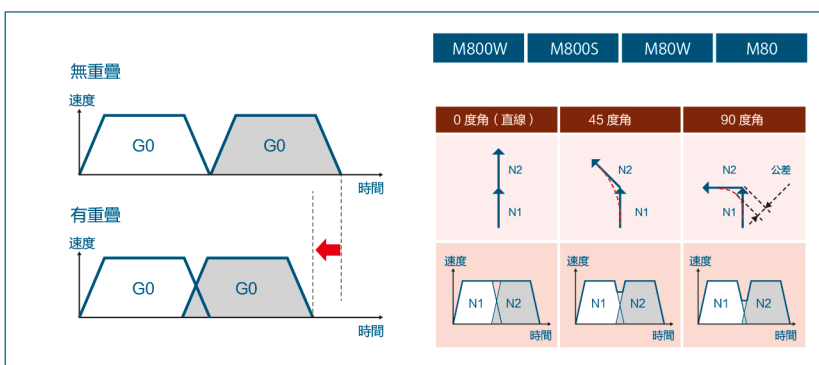 無重疊
速度
G0
G0
時間
有重疊
速度
G0
G0
時間
M800W
M800S
M80W
M80
0 度角（直線）
45 度角
90 度角
N2
N1
N2
N1
N2
公差
N1
速度
N1
N2
時間
速度
N1
N2
時間
速度
N1
N2
時間